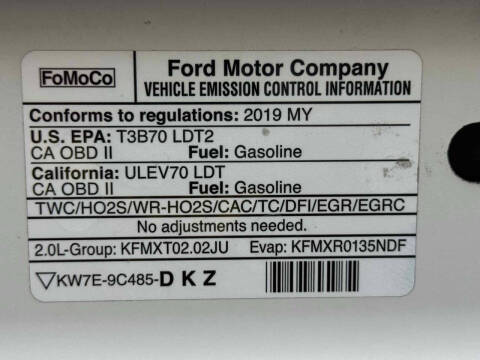 FoMoCo
Ford Motor Company
VEHICLE EMISSION CONTROL INFORMATION
Conforms to regulations: 2019 MY
U.S. EPA: T3B70 LDT2
CA OBD II Fuel: Gasoline
California: ULEV70 LDT
CA OBD II Fuel: Gasoline
TWC/HO2S/WR-HO2S/CAC/TC/DFI/EGR/EGRC
No adjustments needed.
2.0L-Group: KFMXT02.02JU Evap: KFMXR0135NDF
KW7E-9C485-DKZ